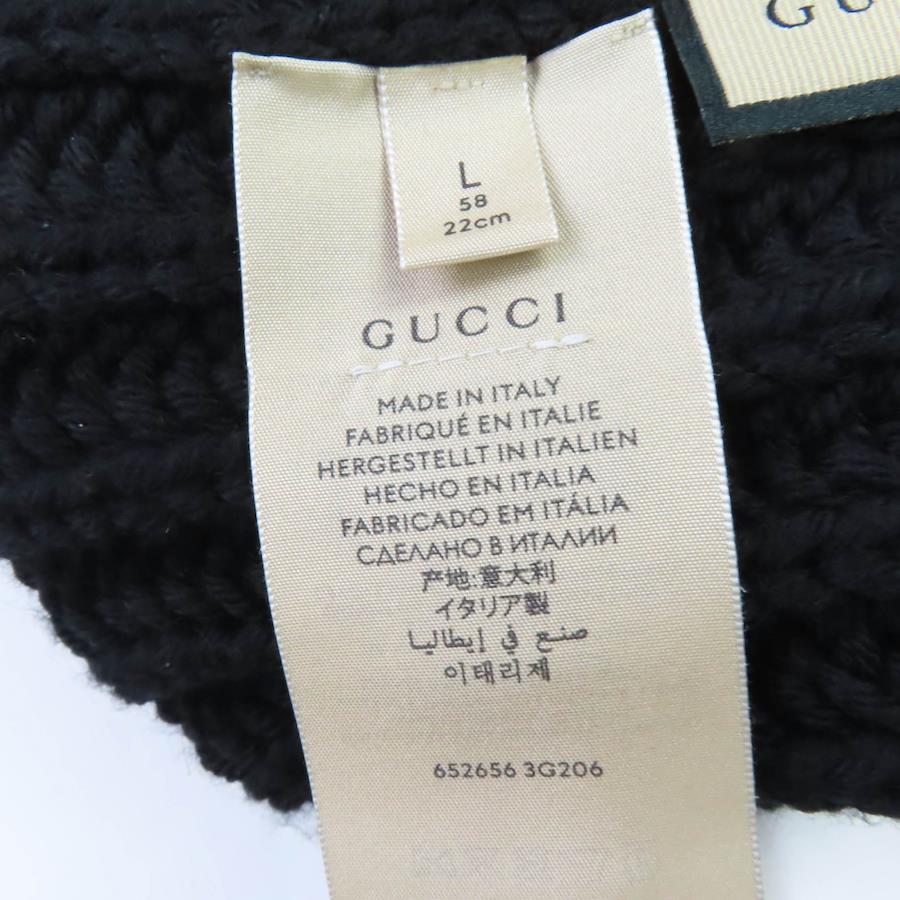 GU
L
58
22cm
GUCCI
MADE IN ITALY
FABRIQUÉ EN ITALIE
HERGESTELLT IN ITALIEN
HECHO EN ITALIA
FABRICADO EM ITÁLIA
СДЕЛАНО В ИТАЛИИ
产地:意大利
イタリア製
صنع في إيطاليا
이태리제
652656 3G206